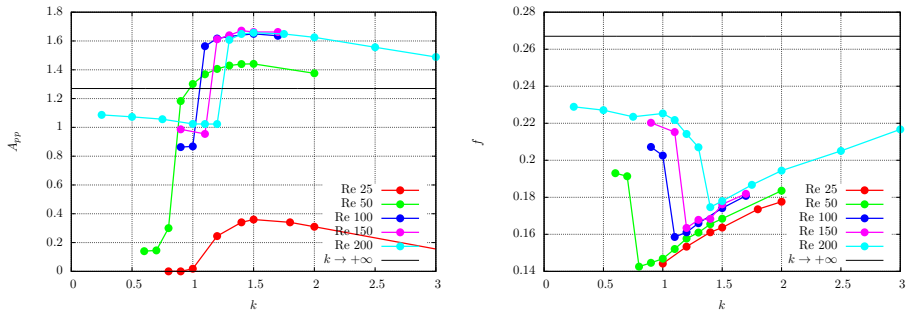 1.8
1.6
1.4
1.2
1
0.8
0.6
0.4
0.2
0
A_pp
0 0.5 1 1.5 2 2.5 3
k
Re 25
Re 50
Re 100
Re 150
Re 200
k → +∞
0.28
0.26
0.24
0.22
0.2
0.18
0.16
0.14
f
0 0.5 1 1.5 2 2.5 3
k
Re 25
Re 50
Re 100
Re 150
Re 200
k → +∞